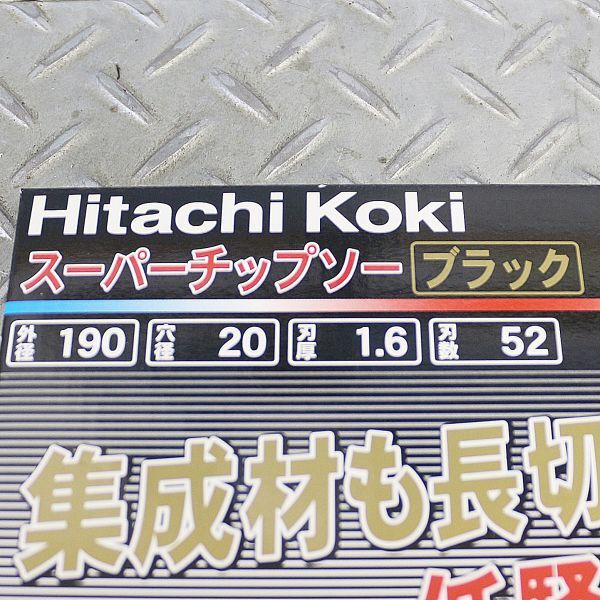 Hitachi Koki
スーパーチップソー ブラック
外径 190 穴径 20 刃厚 1.6 刃数 52
集成材も長切